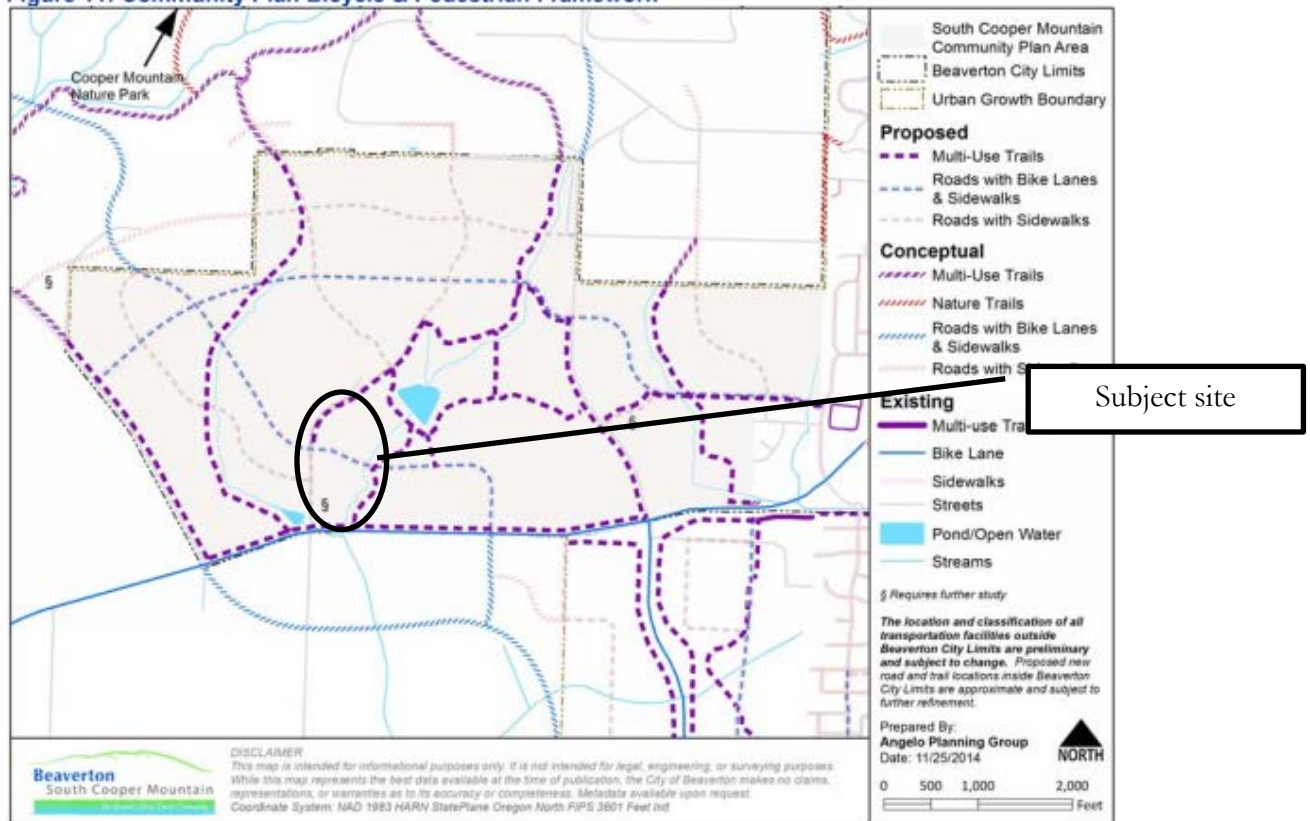 Cooper Mountain
Nature Park
§
§
§
South Cooper Mountain
Community Plan Area
Beaverton City Limits
Urban Growth Boundary
Proposed
Multi-Use Trails
Roads with Bike Lanes
& Sidewalks
Roads with Sidewalks
Conceptual
Multi-Use Trails
Nature Trails
Roads with Bike Lanes
& Sidewalks
Roads with
Subject site
Existing
Multi-use
Bike Lane
Sidewalks
Streets
Pond/Open Water
Streams
§ Requires further study
The location and classification of all
transportation facilities outside
Beaverton City Limits are preliminary
and subject to change. Proposed new
road and trail locations inside Beaverton
City Limits are approximate and subject to
further refinement.
Prepared By:
Angelo Planning Group
Date: 11/25/2014
NORTH
0 500 1,000 2,000
Feet
Beaverton
South Cooper Mountain
DISCLAIMER
This map is intended for informational purposes only. It is not intended for legal, engineering, or surveying purposes.
While this map represents the best data available at the time of publication, the City of Beaverton makes no claims,
representations, or warranties as to its accuracy or completeness. Metadata available upon request.
Coordinate System: NAD 1983 HARN StatePlane Oregon North FIPS 3601 Feet Intl